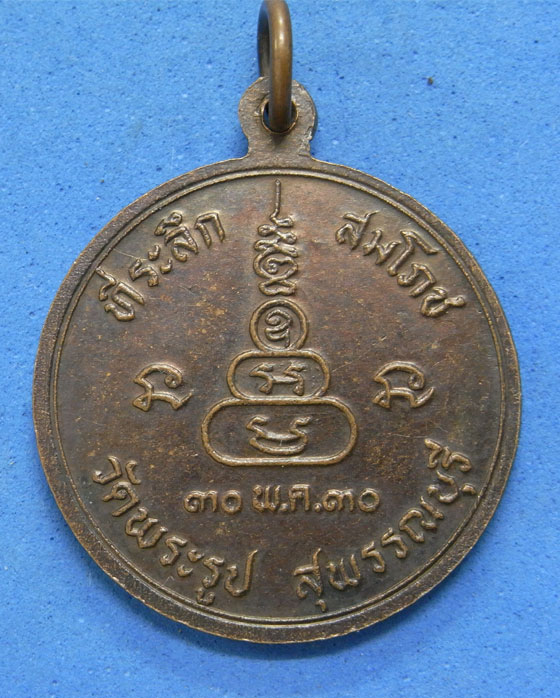 ที่ระลึก สมโภช
๓๐ พ.ค.๓๐
วัดพระรูป สุพรรณบุรี